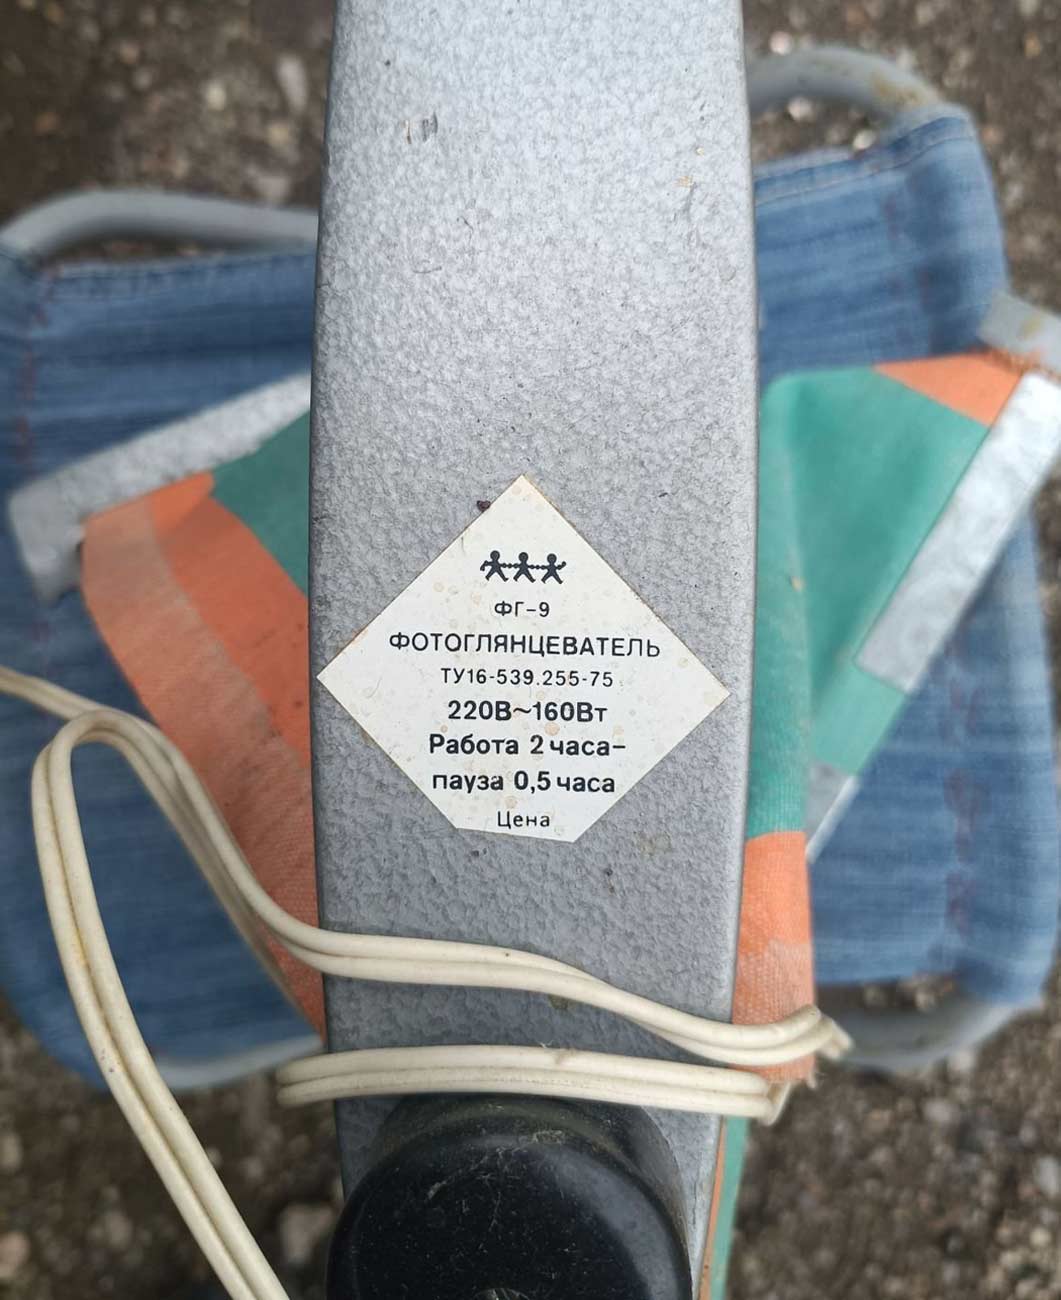 ФГ-9
ФОТОГЛЯНЦЕВАТЕЛЬ
ТУ16-539.255-75
220В~160Вт
Работа 2 часа-
пауза 0,5 часа
Цена